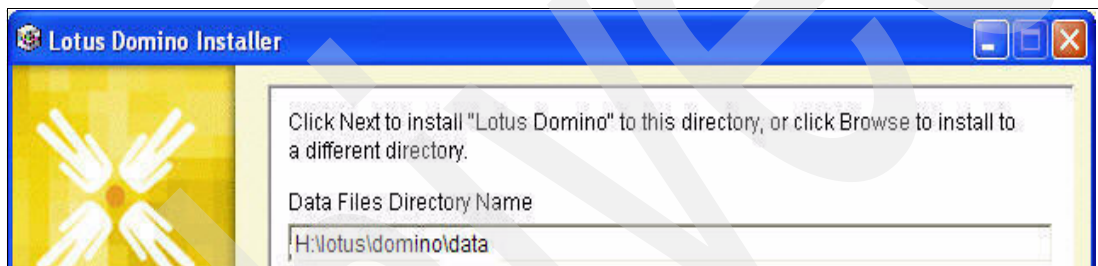 Lotus Domino Installer
Click Next to install "Lotus Domino" to this directory, or click Browse to install to
a different directory.
Data Files Directory Name
H:\lotus\domino\data